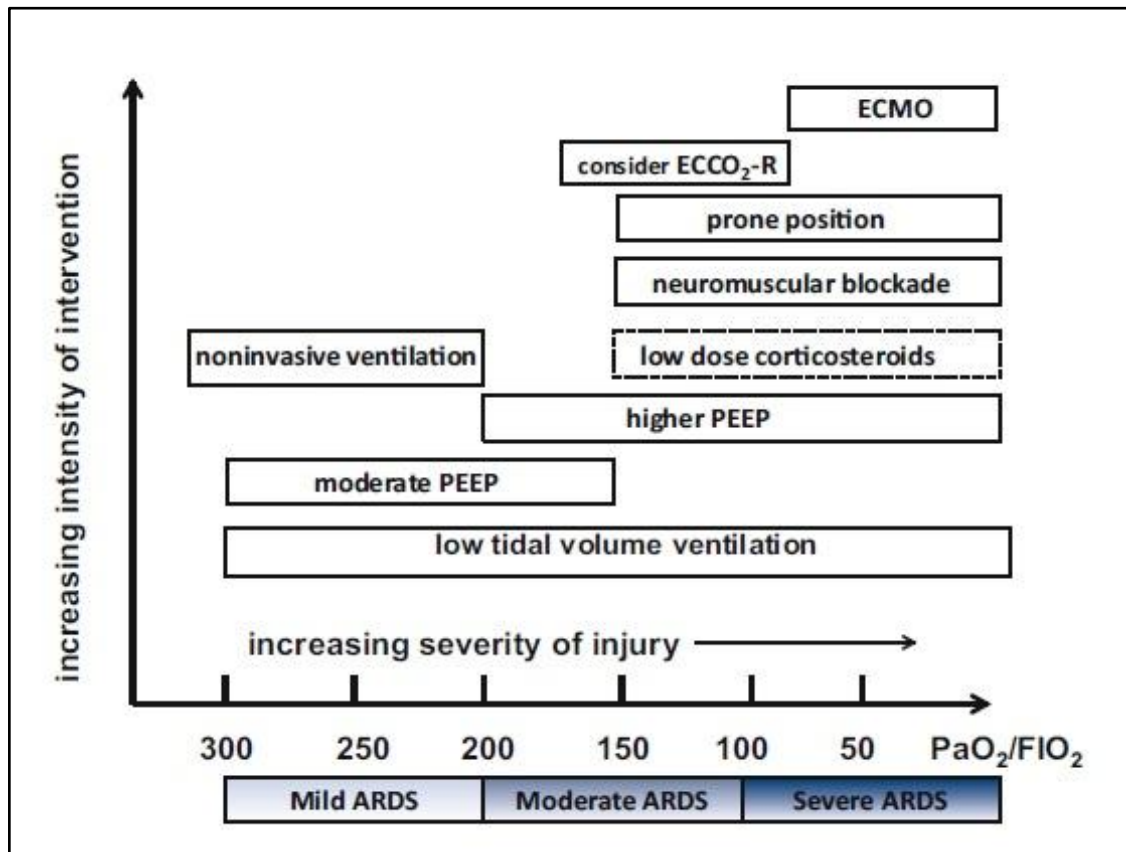 increasing intensity of intervention
ECMO
consider ECCO₂-R
prone position
neuromuscular blockade
noninvasive ventilation
low dose corticosteroids
higher PEEP
moderate PEEP
low tidal volume ventilation
increasing severity of injury
300 250 200 150 100 50 PaO₂/FIO₂
Mild ARDS Moderate ARDS Severe ARDS